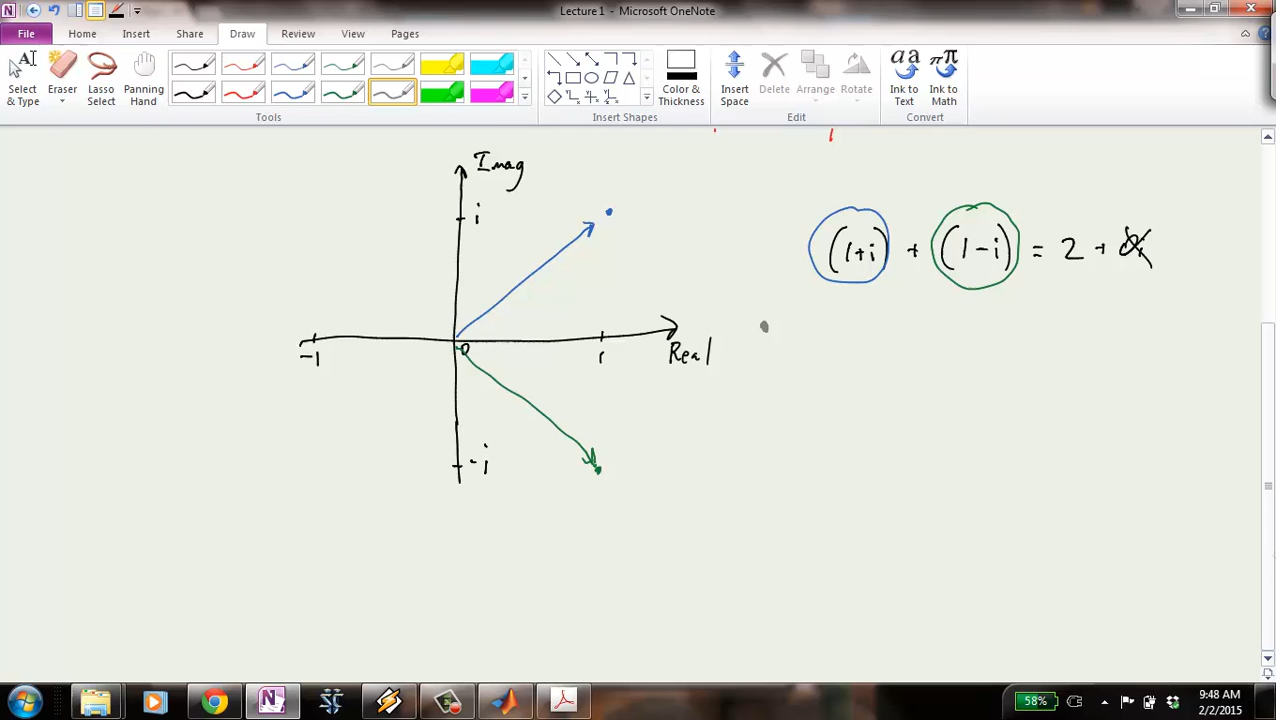 Lecture1 - Microsoft OneNote
File Home Insert Share Draw Review View Pages
Select & Type
Eraser
Lasso Select
Panning Hand
Color & Thickness
Insert Space
Delete
Arrange
Rotate
Ink to Text
Ink to Math
Tools
Insert Shapes
Edit
Convert
Imag
i
(1+i) + (1-i) = 2 +
-1
0
1
Real
-i
58%
9:48 AM
2/2/2015